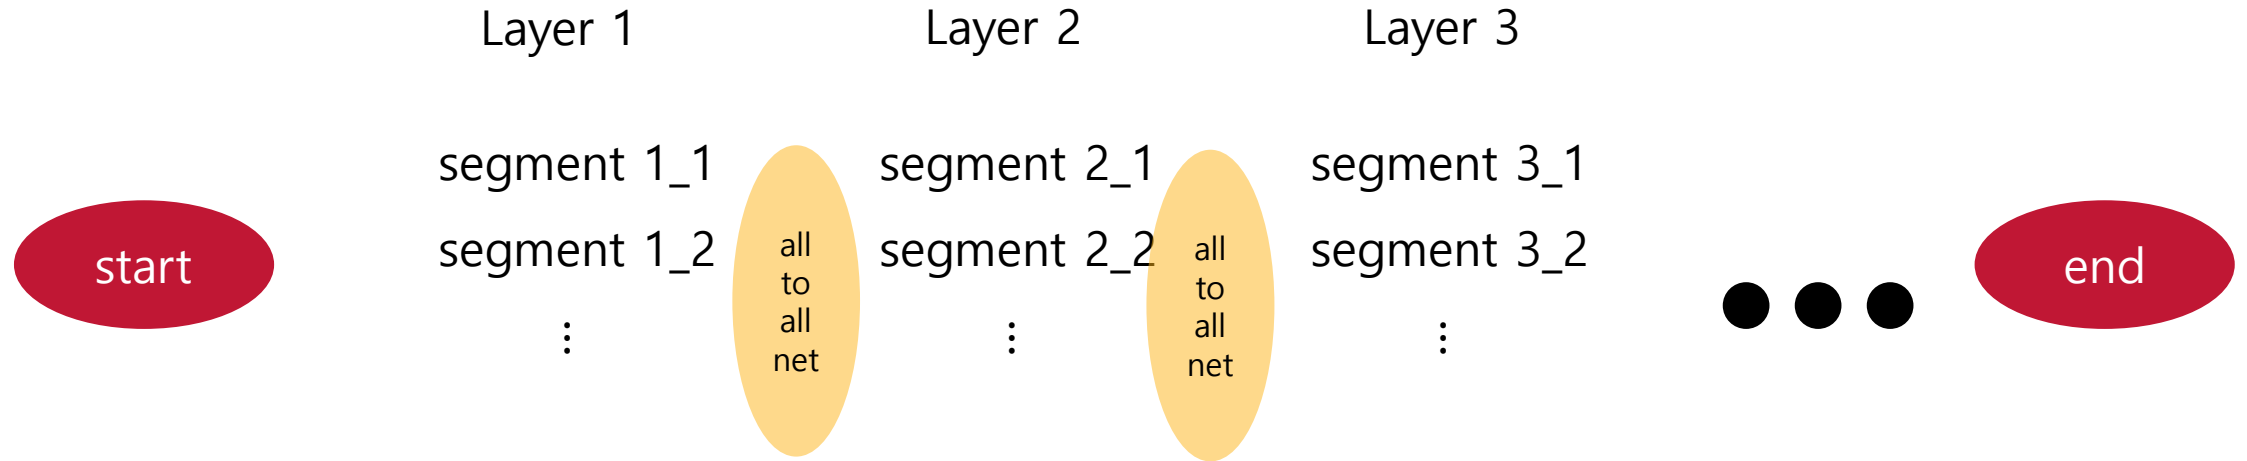 Layer 1
Layer 2
Layer 3
start
segment 1_1
segment 1_2
⋮
all
to
all
net
segment 2_1
segment 2_2
⋮
all
to
all
net
segment 3_1
segment 3_2
⋮
end